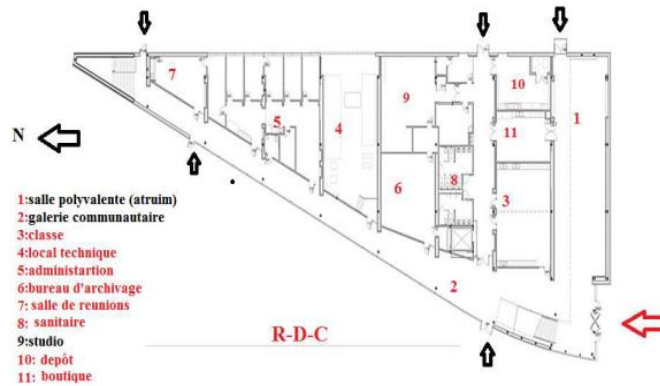 7
10
9
1
5
4
11
N
6
8
3
1:salle polyvalente (atruim)
2:galerie communautaire
3:classe
4:local technique
5:administartion
6:bureau d'archivage
7: salle de reunions
8: sanitaire
9:studio
10: depôt
11: boutique
2
R-D-C